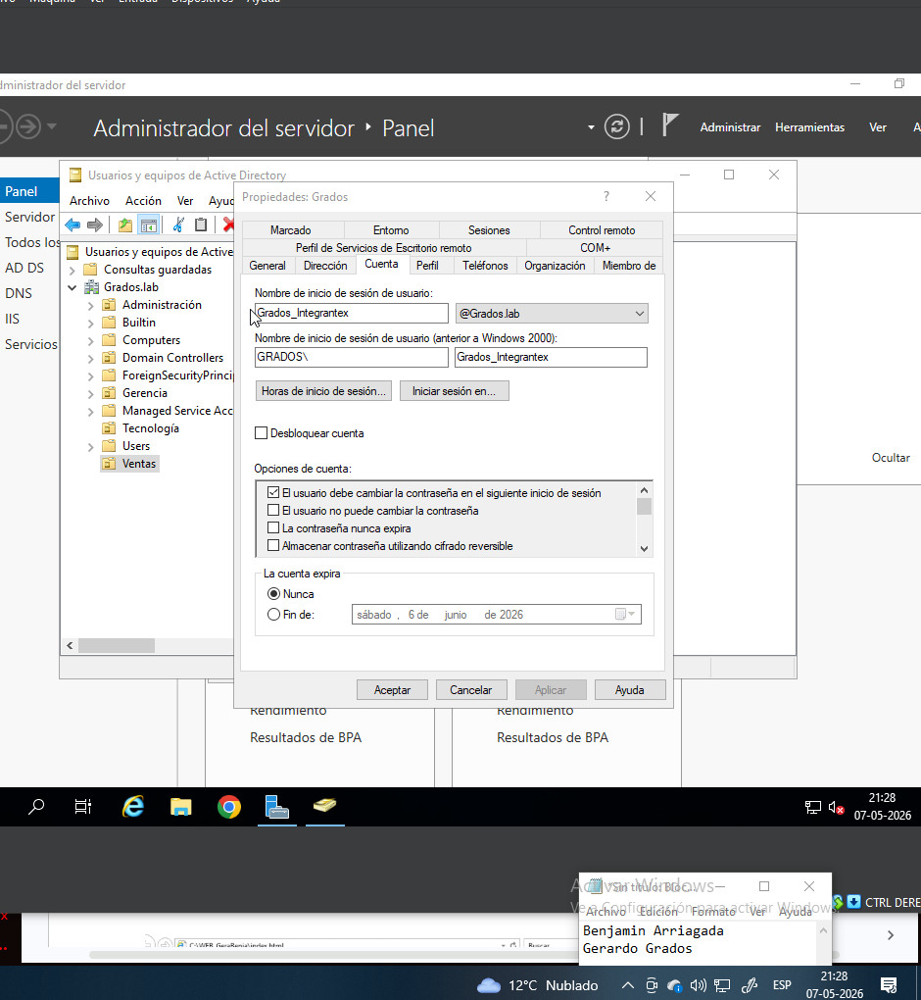 Máquina Ver Entrada Dispositivos Ayuda
dministrador del servidor
Administrador del servidor ‣ Panel
Administrar Herramientas Ver A
Panel
Servidor
Todos los
AD DS
DNS
IIS
Servicios
Usuarios y equipos de Active Directory
Archivo Acción Ver Ayu
Usuarios y equipos de Active
Consultas guardadas
Grados.lab
Administración
Builtin
Computers
Domain Controllers
ForeignSecurityPrincip
Gerencia
Managed Service Acc
Tecnología
Users
Ventas
Propiedades: Grados
Marcado Entorno Sesiones Control remoto
Perfil de Servicios de Escritorio remoto COM+
General Dirección Cuenta Perfil Teléfonos Organización Miembro de
Nombre de inicio de sesión de usuario:
Grados_Integrantex @Grados.lab
Nombre de inicio de sesión de usuario (anterior a Windows 2000):
GRADOS\ Grados_Integrantex
Horas de inicio de sesión... Iniciar sesión en...
Desbloquear cuenta
Opciones de cuenta:
El usuario debe cambiar la contraseña en el siguiente inicio de sesión
El usuario no puede cambiar la contraseña
La contraseña nunca expira
Almacenar contraseña utilizando cifrado reversible
La cuenta expira
Nunca
Fin de: sábado , 6 de junio de 2026
Aceptar Cancelar Aplicar Ayuda
Ocultar
Rendimiento Rendimiento
Resultados de BPA Resultados de BPA
21:28
07-05-2026
*Sin título: Bloc...
Activar Windows
Ve a Configuración para activar Windows.
Archivo Edición Formato Ver Ayuda
Benjamin Arriagada
Gerardo Grados
CTRL DERE
C:\WEB_GeraBenja\index.html Buscar
12°C Nublado ESP
21:28
07-05-2026